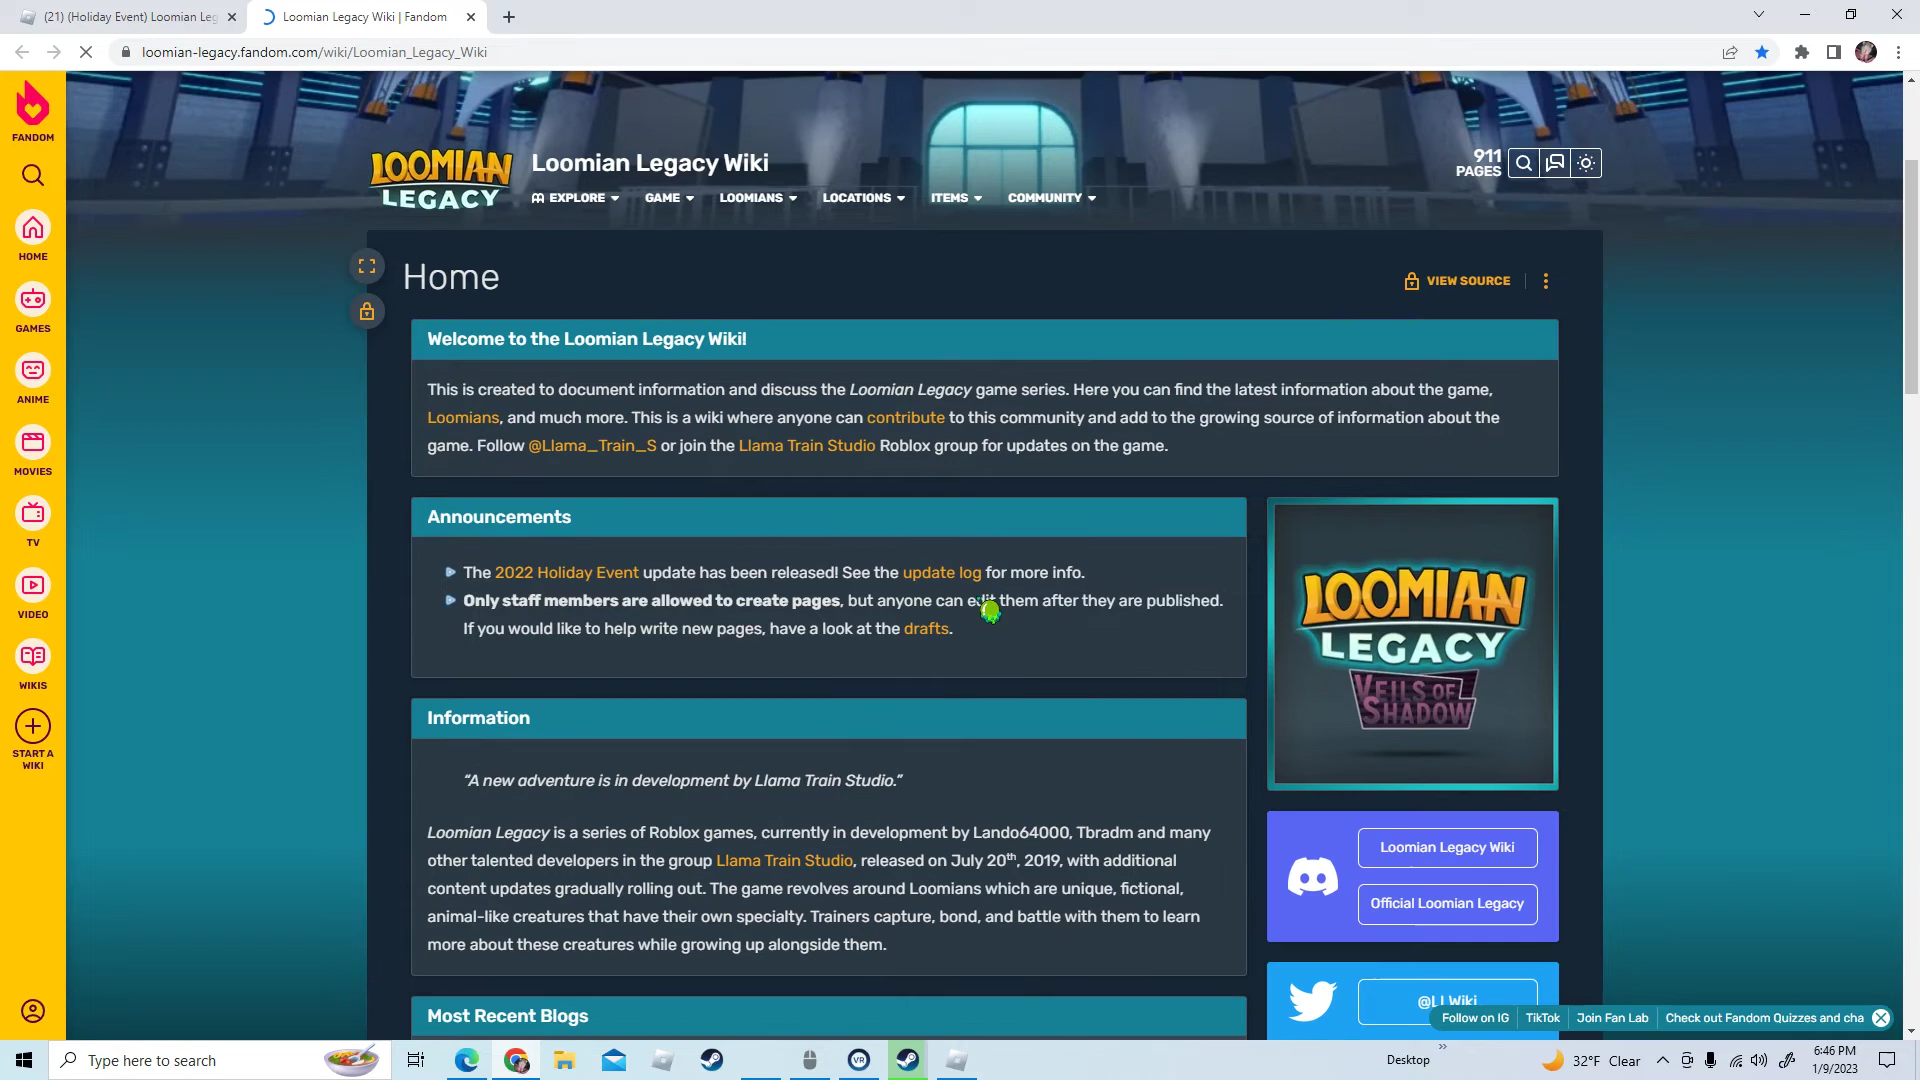 (21) (Holiday Event) Loomian Leg
Loomian Legacy Wiki | Fandom
loomian-legacy.fandom.com/wiki/Loomian_Legacy_Wiki
FANDOM
HOME
GAMES
ANIME
MOVIES
TV
VIDEO
WIKIS
START A
WIKI
LOOMIAN
LEGACY
Loomian Legacy Wiki
911
PAGES
EXPLORE
GAME
LOOMIANS
LOCATIONS
ITEMS
COMMUNITY
Home
VIEW SOURCE
Welcome to the Loomian Legacy Wiki!
This is created to document information and discuss the Loomian Legacy game series. Here you can find the latest information about the game,
Loomians, and much more. This is a wiki where anyone can contribute to this community and add to the growing source of information about the
game. Follow @Llama_Train_S or join the Llama Train Studio Roblox group for updates on the game.
Announcements
The 2022 Holiday Event update has been released! See the update log for more info.
Only staff members are allowed to create pages, but anyone can edit them after they are published.
If you would like to help write new pages, have a look at the drafts.
LOOMIAN
LEGACY
VEILS OF
SHADOW
Information
"A new adventure is in development by Llama Train Studio."
Loomian Legacy is a series of Roblox games, currently in development by Lando64000, Tbradm and many
other talented developers in the group Llama Train Studio, released on July 20th, 2019, with additional
content updates gradually rolling out. The game revolves around Loomians which are unique, fictional,
animal-like creatures that have their own specialty. Trainers capture, bond, and battle with them to learn
more about these creatures while growing up alongside them.
Loomian Legacy Wiki
Official Loomian Legacy
@LLWiki
Most Recent Blogs
Follow on IG
TikTok
Join Fan Lab
Check out Fandom Quizzes and cha
Type here to search
VR
Desktop
32°F Clear
6:46 PM
1/9/2023